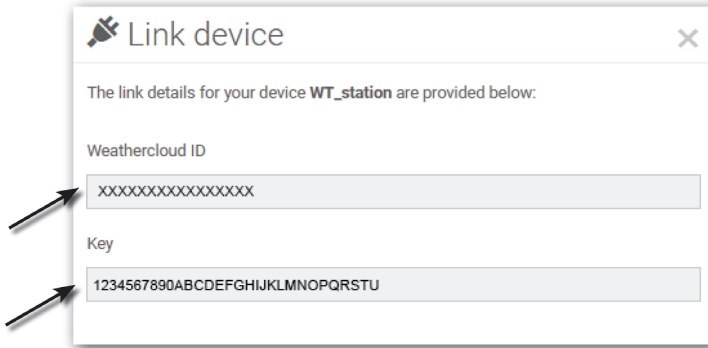 Link device
The link details for your device WT_station are provided below:
Weathercloud ID
XXXXXXXXXXXXXXXX
Key
1234567890ABCDEFGHIJKLMNOPQRSTU